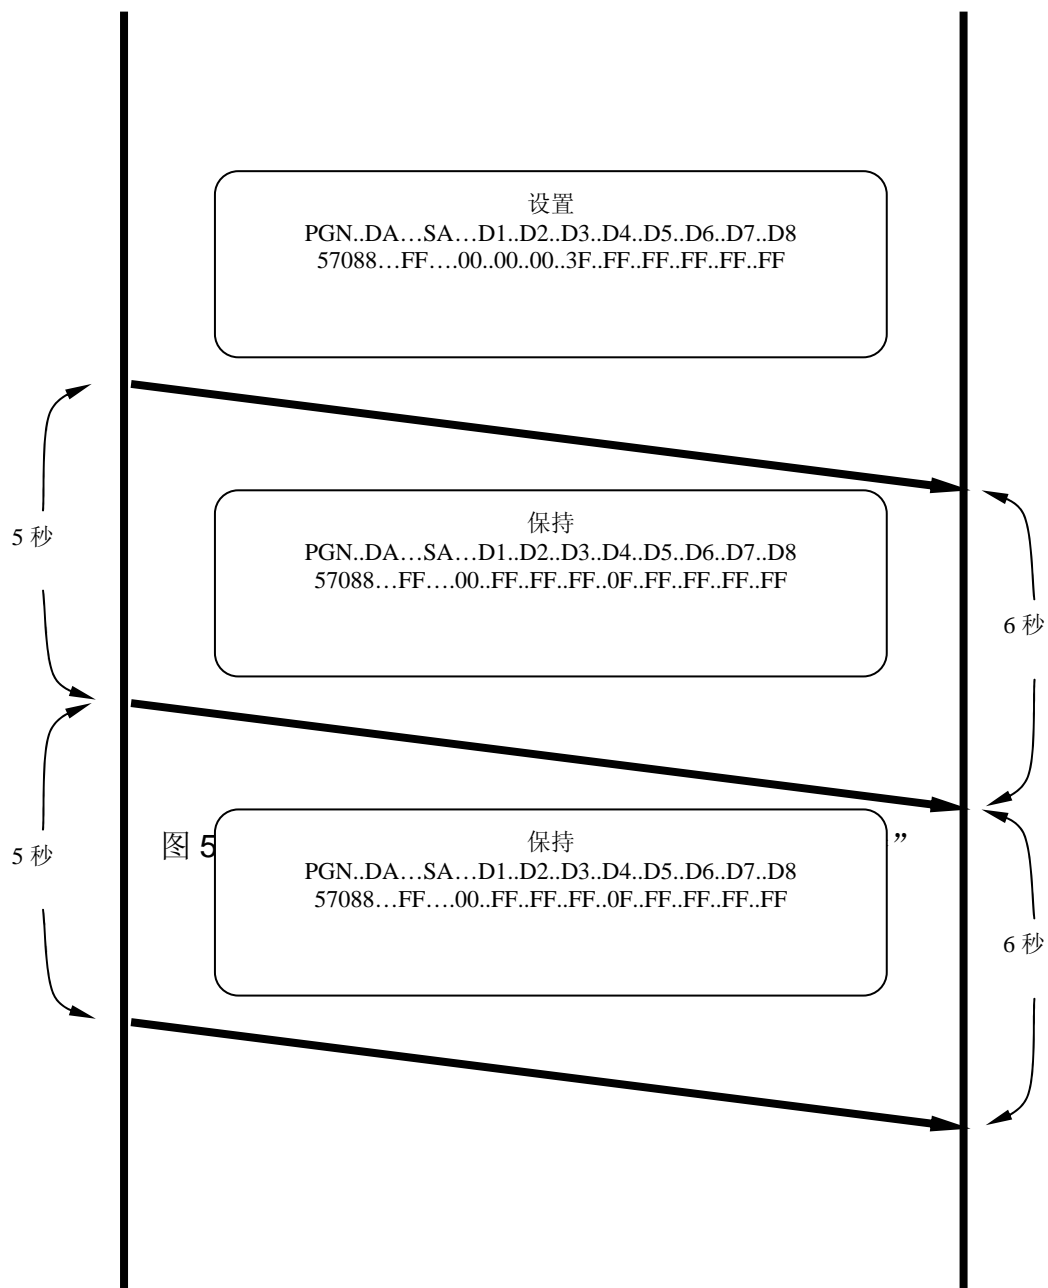 设置
PGN..DA…SA…D1..D2..D3..D4..D5..D6..D7..D8
57088…FF….00..00..00..3F..FF..FF..FF..FF..FF
5 秒
保持
PGN..DA…SA…D1..D2..D3..D4..D5..D6..D7..D8
57088…FF….00..FF..FF..FF..0F..FF..FF..FF..FF
6 秒
图 5
保持
”
PGN..DA…SA…D1..D2..D3..D4..D5..D6..D7..D8
57088…FF….00..FF..FF..FF..0F..FF..FF..FF..FF
5 秒
6 秒